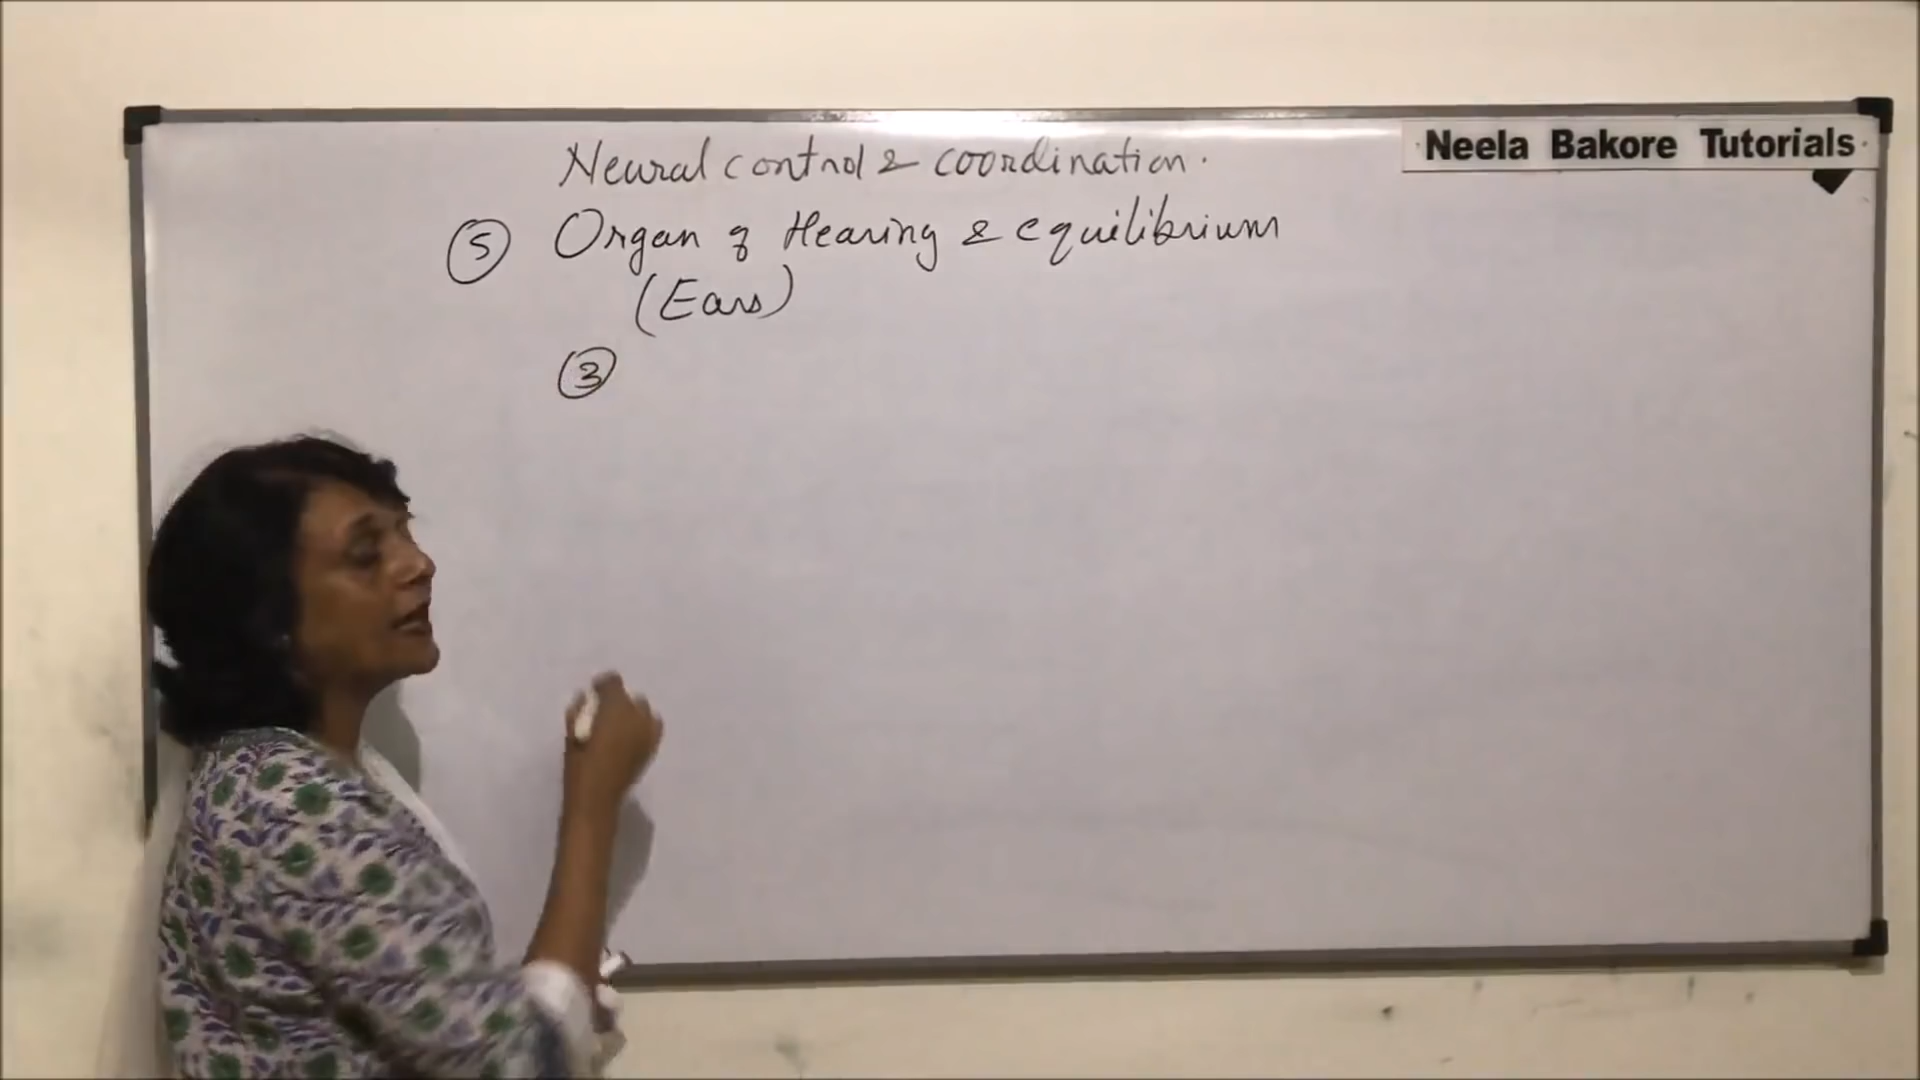 Neela Bakore Tutorials
Neural control & coordination.
⑤ Organ of Hearing & equilibrium
(Ears)
③